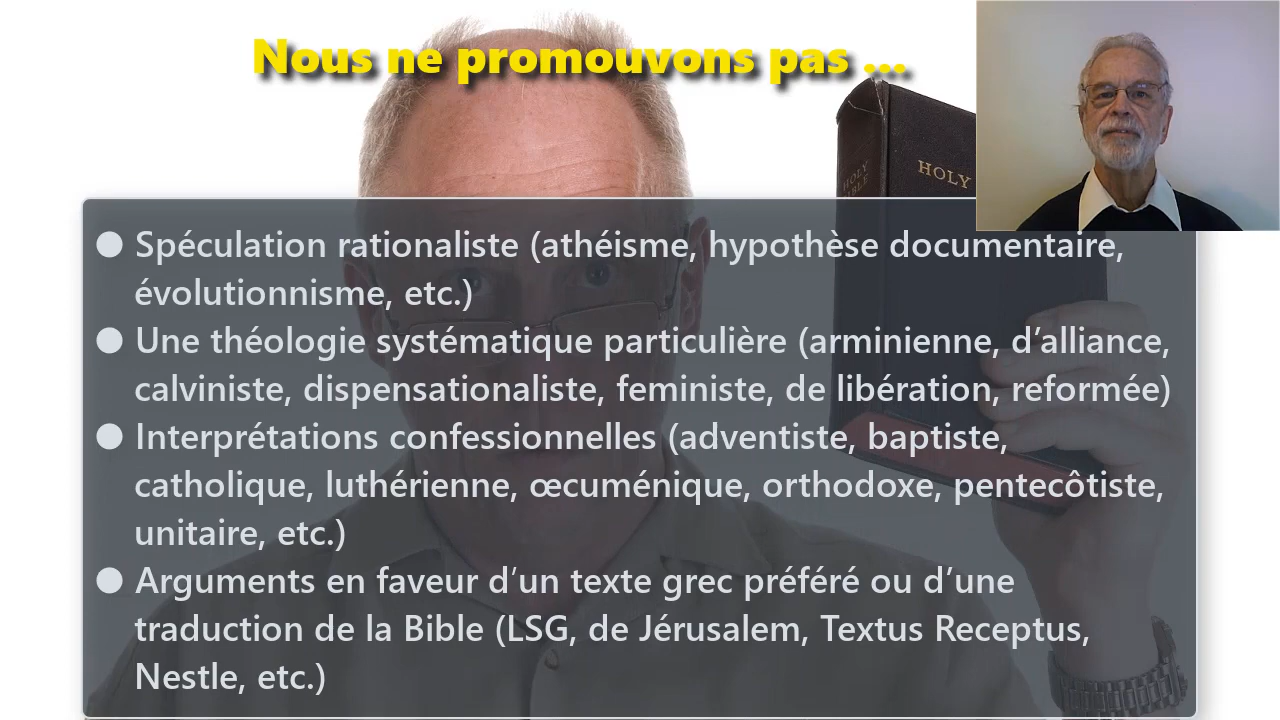 Nous ne promouvons pas ...
HOLY
HOLY
BIBLE
● Spéculation rationaliste (athéisme, hypothèse documentaire,
évolutionnisme, etc.)
● Une théologie systématique particulière (arminienne, d’alliance,
calviniste, dispensationaliste, feministe, de libération, reformée)
● Interprétations confessionnelles (adventiste, baptiste,
catholique, luthérienne, œcuménique, orthodoxe, pentecôtiste,
unitaire, etc.)
● Arguments en faveur d’un texte grec préféré ou d’une
traduction de la Bible (LSG, de Jérusalem, Textus Receptus,
Nestle, etc.)